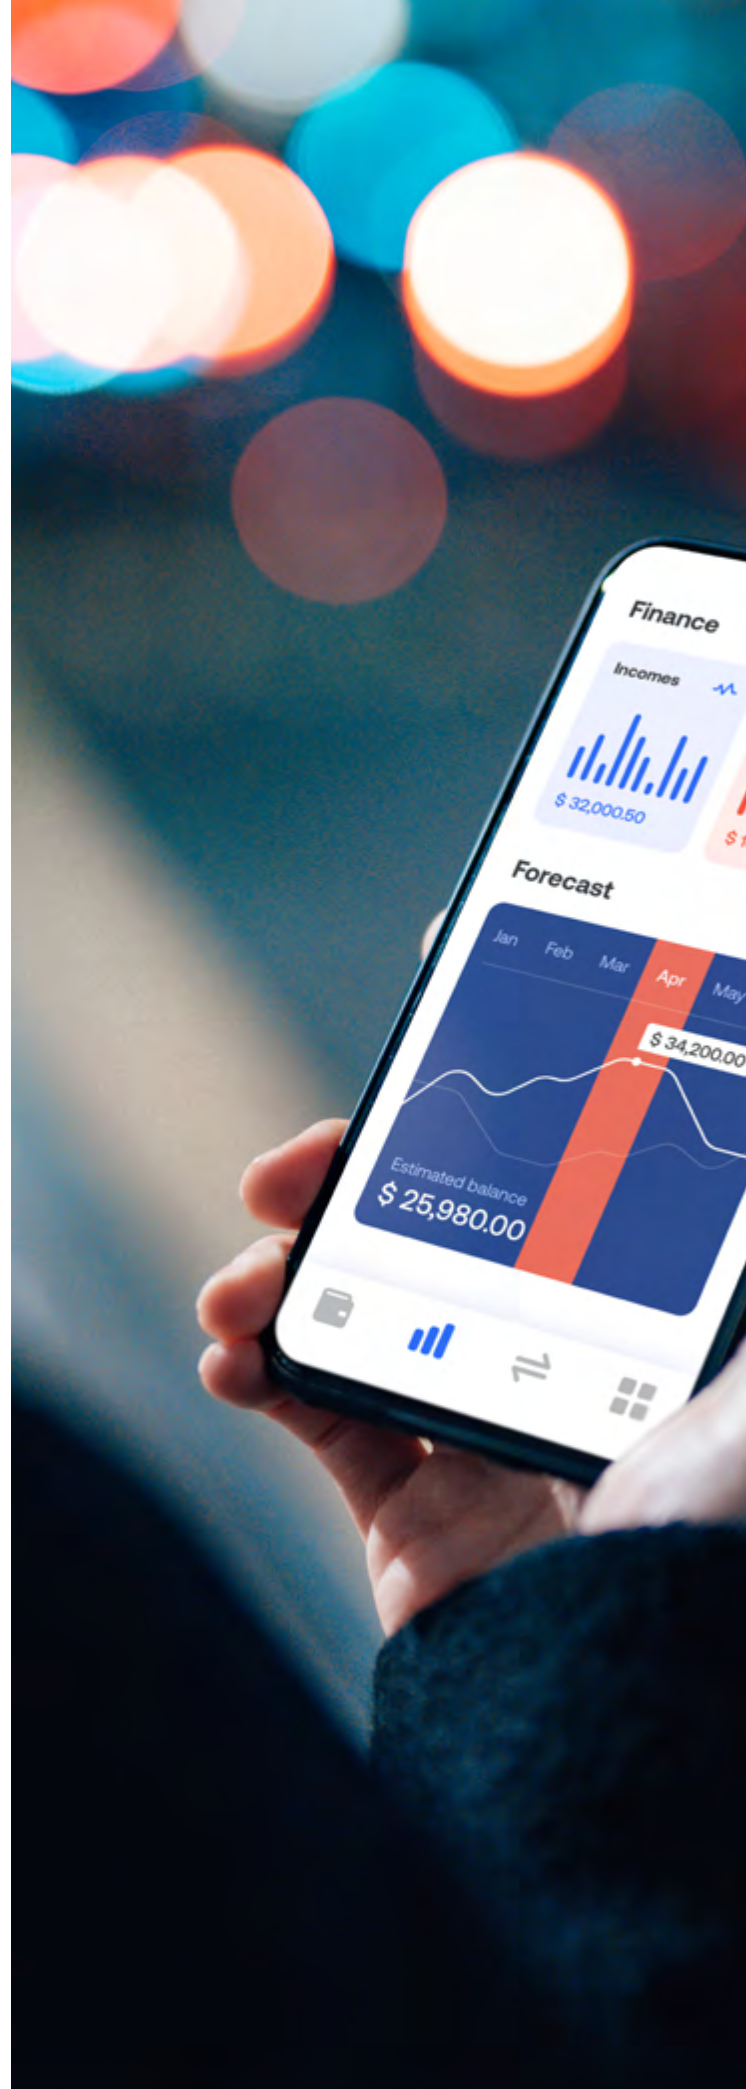 Finance
Incomes
$ 32,000.50
Forecast
Jan Feb Mar Apr May
$ 34,200.00
Estimated balance
$ 25,980.00